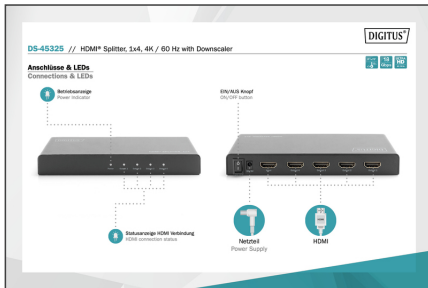 DIGITUS®
DS-45325 // HDMI® Splitter, 1x4, 4K / 60 Hz with Downscaler
Anschlüsse & LEDs
Connections & LEDs
Betriebsanzeige
Power Indicator
EIN/AUS Knopf
ON/OFF button
Statusanzeige HDMI Verbindung
HDMI connection status
Netzteil
Power Supply
HDMI